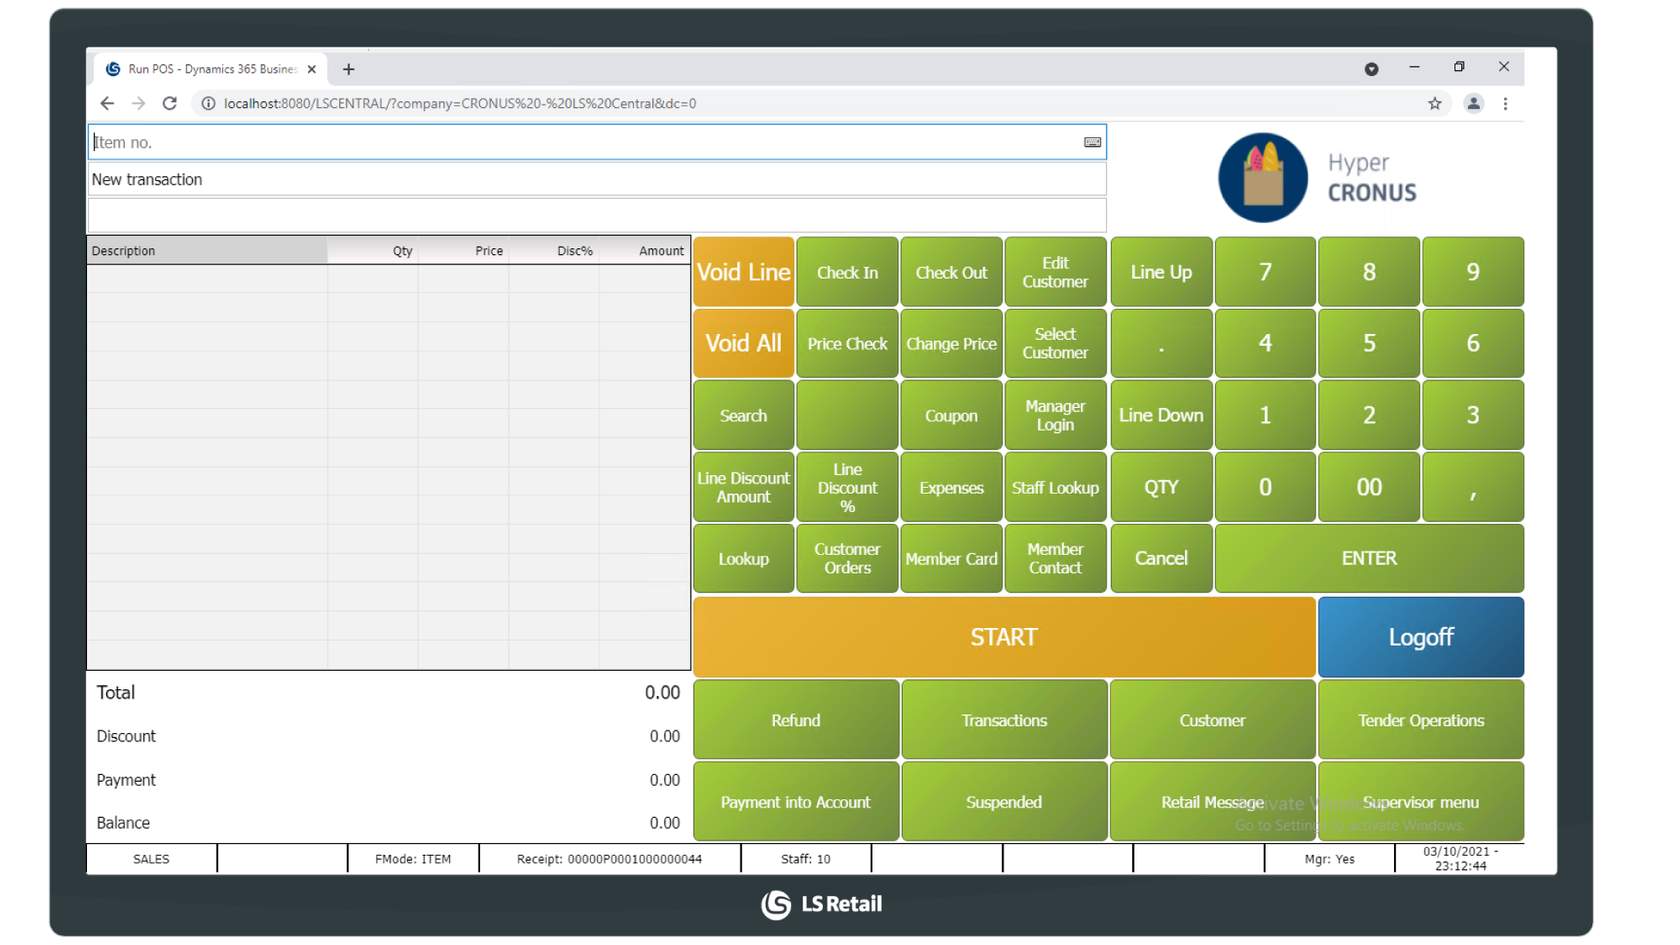 Run POS - Dynamics 365 Busines
localhost:8080/LSCENTRAL/?company=CRONUS%20-%20LS%20Central&dc=0
Item no.
New transaction
Hyper
CRONUS
Description Qty Price Disc% Amount
Void Line Check In Check Out Edit Customer Line Up 7 8 9
Void All Price Check Change Price Select Customer . 4 5 6
Search Coupon Manager Login Line Down 1 2 3
Line Discount Amount Line Discount % Expenses Staff Lookup QTY 0 00 ,
Lookup Customer Orders Member Card Member Contact Cancel ENTER
START Logoff
Total 0.00
Discount 0.00
Payment 0.00
Balance 0.00
Refund Transactions Customer Tender Operations
Payment into Account Suspended Retail Message Supervisor menu
Activate Windows
Go to Settings to activate Windows.
SALES FMode: ITEM Receipt: 00000P0001000000044 Staff: 10 Mgr: Yes 03/10/2021 -
23:12:44
LS Retail